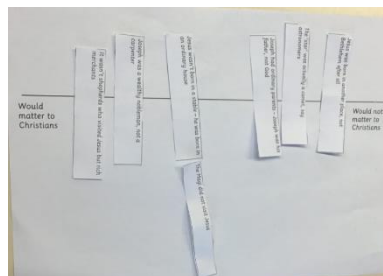 Would
matter to
Christians
It wasn't shepherds who visited Jesus but rich
merchants
Joseph was a wealthy nobleman, not a
carpenter
Jesus wasn't born in a stable – he was born in
an ordinary house
The King did not visit Jesus
Jesus had ordinary parents – Joseph was his
father, not God
The 'star' was actually a comet, say
astronomers
Jesus was born in another place, not
Bethlehem after all
Would not
matter to
Christians